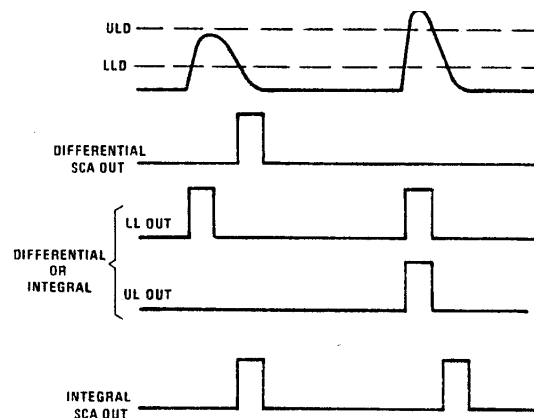 ULD
LLD
DIFFERENTIAL
SCA OUT
LL OUT
DIFFERENTIAL
OR
INTEGRAL
UL OUT
INTEGRAL
SCA OUT